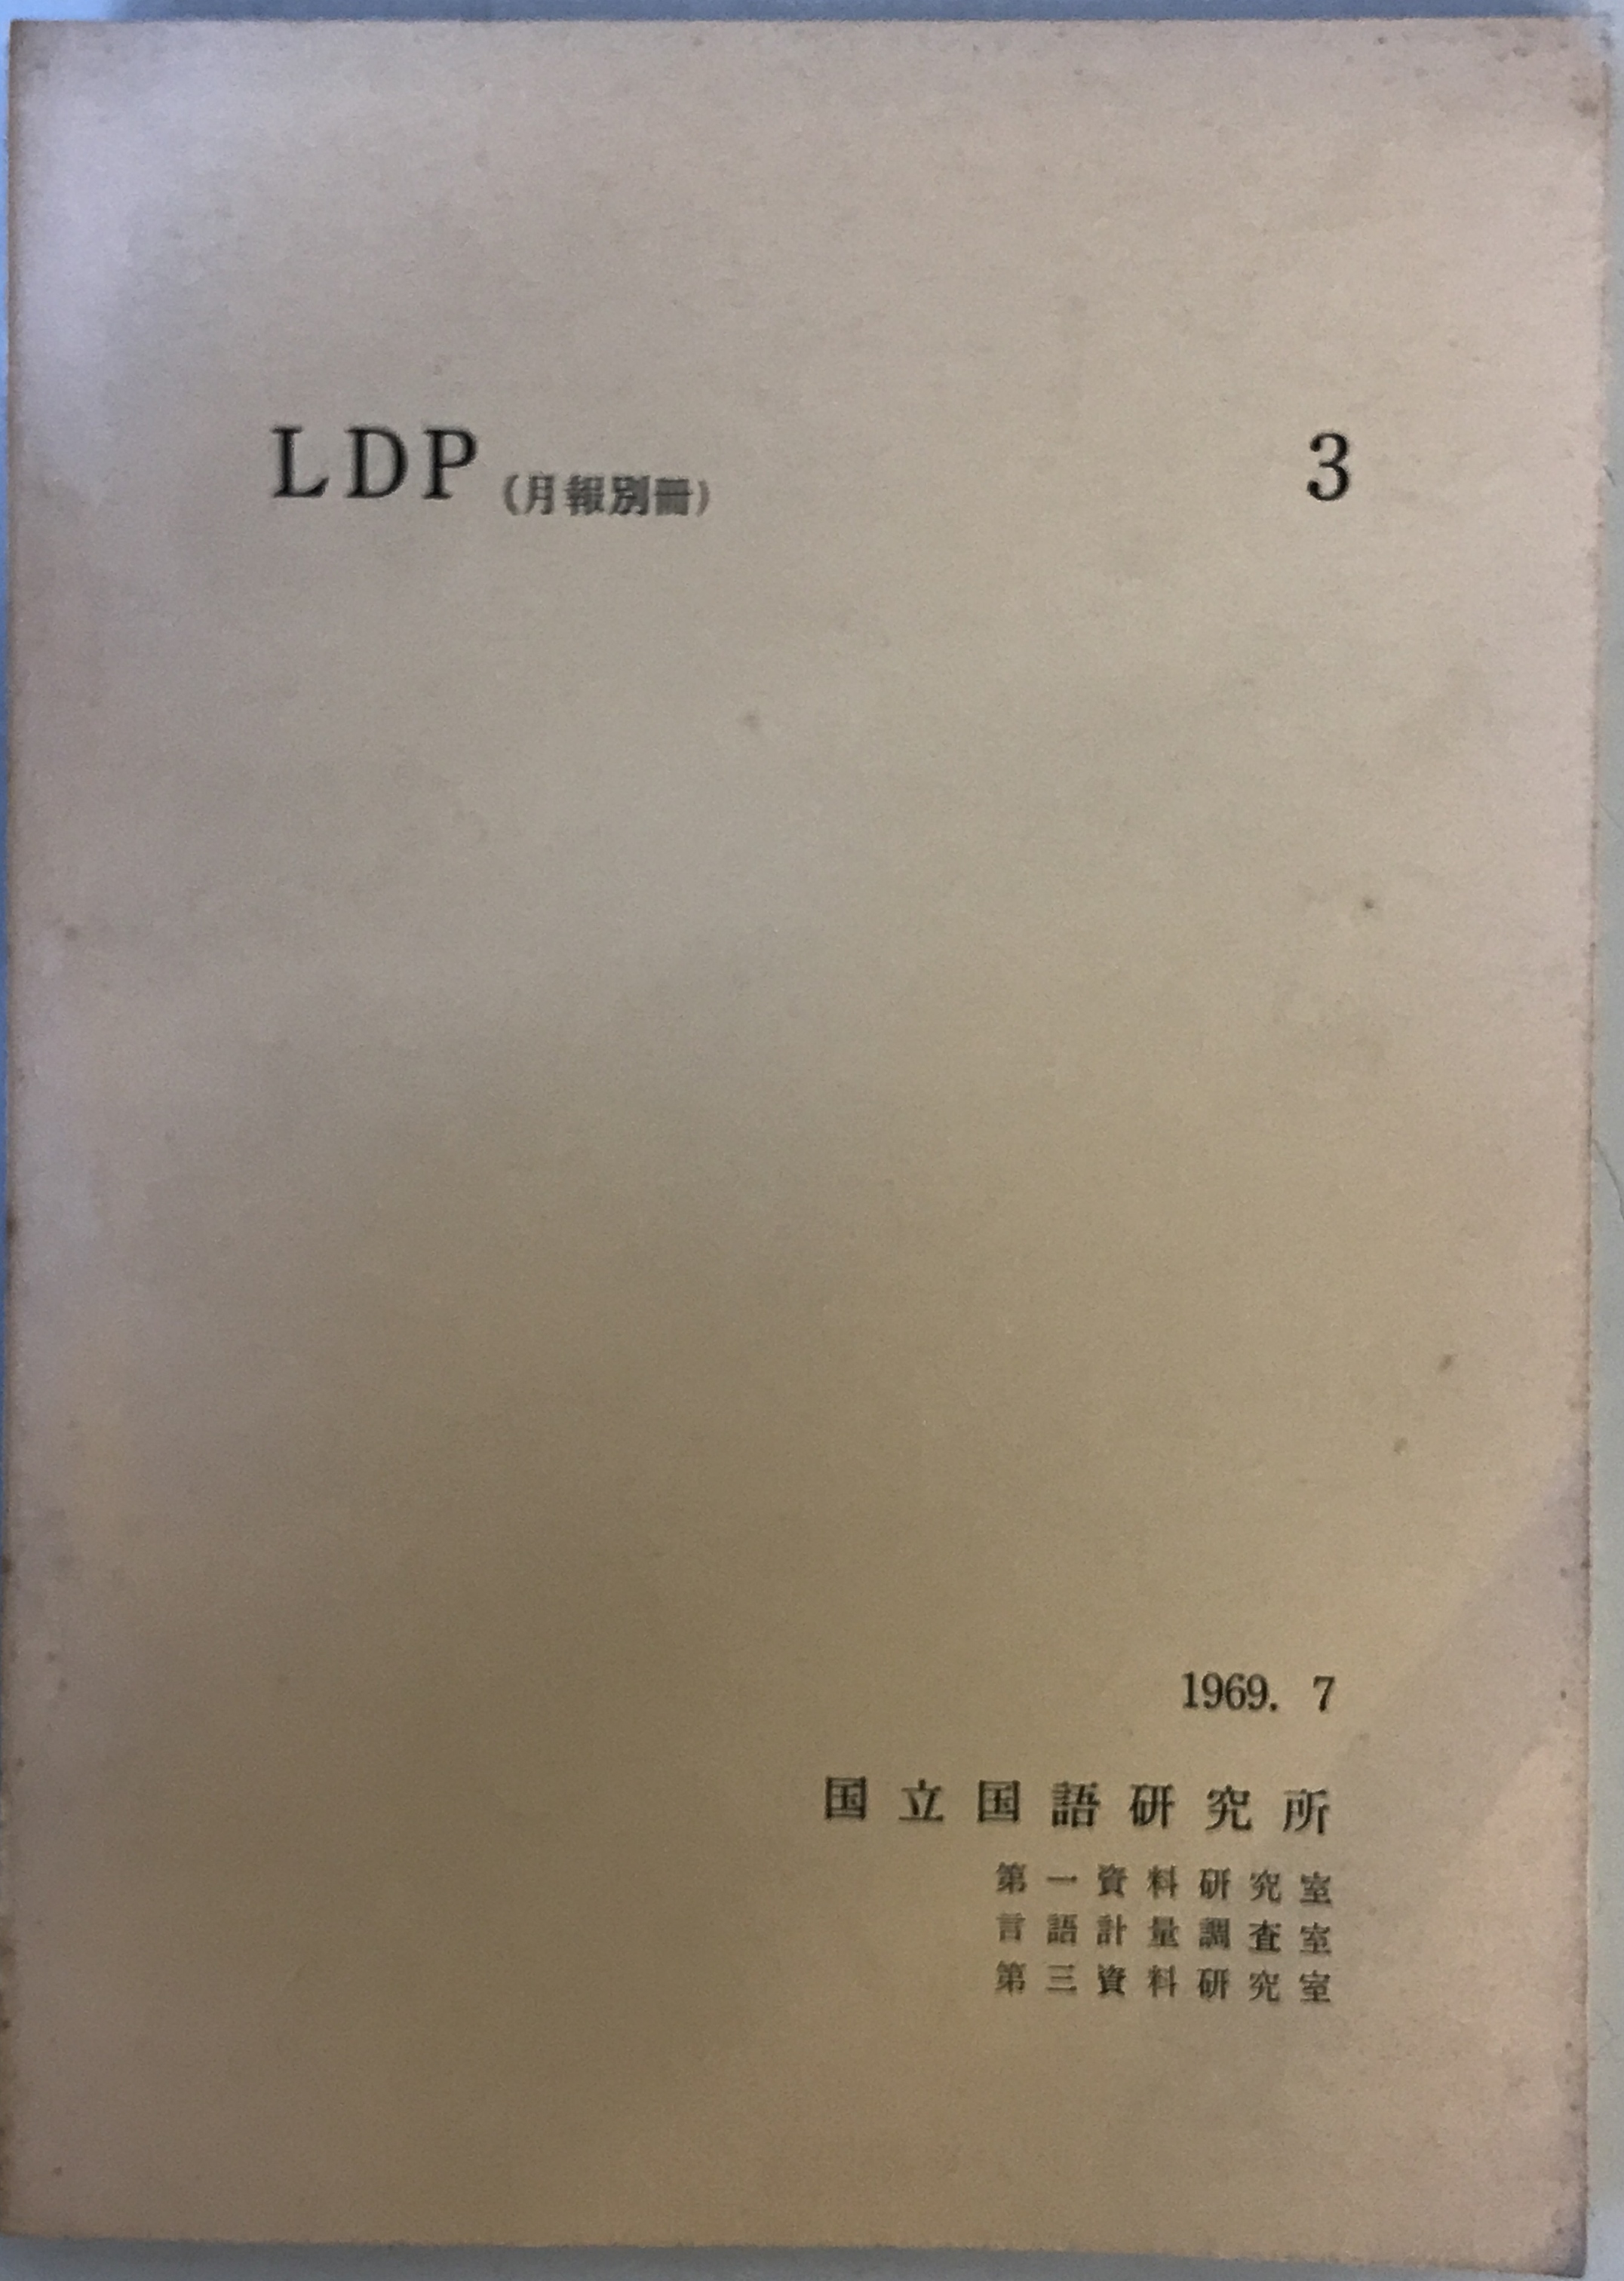 LDP（月報別冊） 3
1969. 7
国立国語研究所
第一資料研究室
言語計量調査室
第三資料研究室